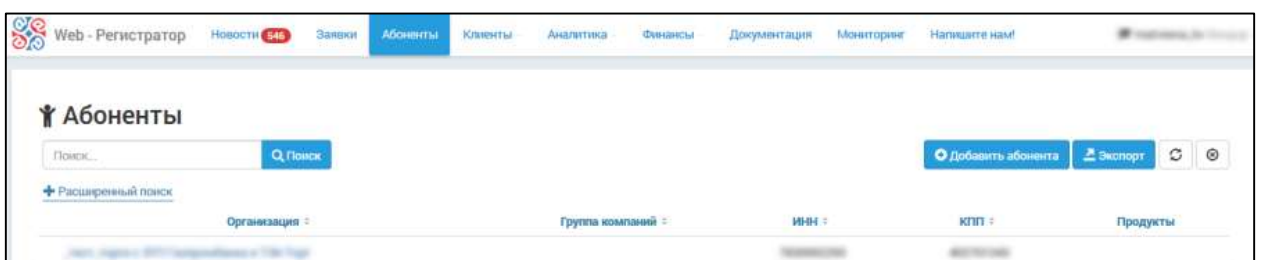 Web - Регистратор Новости 546 Заявки Абоненты Клиенты Аналитика Финансы Документация Мониторинг Напишите нам!
Абоненты
Поиск... Поиск Добавить абонента Экспорт
Расширенный поиск
Организация Группа компаний ИНН КПП Продукты